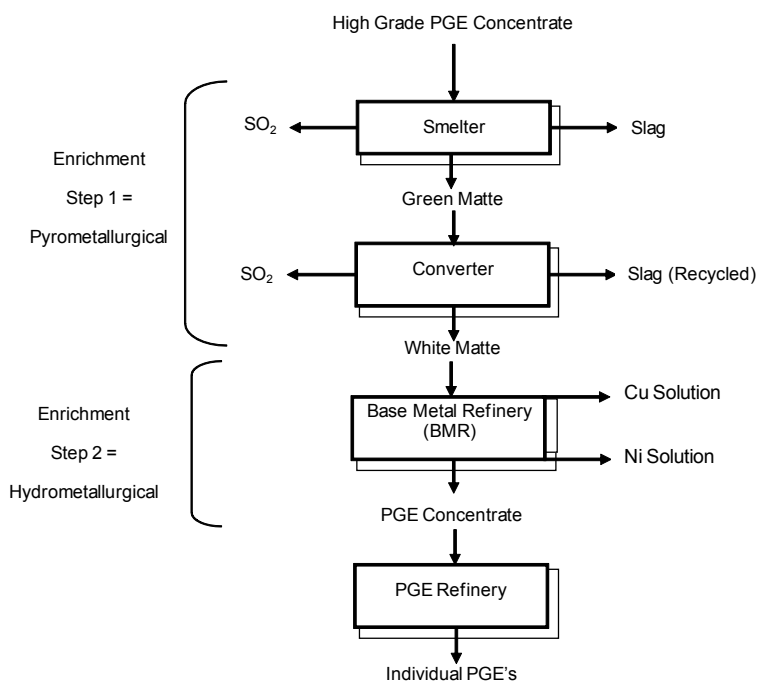 High Grade PGE Concentrate
SO2
Smelter
Slag
Enrichment
Step 1 =
Pyrometallurgical
Green Matte
SO2
Converter
Slag (Recycled)
White Matte
Enrichment
Step 2 =
Hydrometallurgical
Base Metal Refinery
(BMR)
Cu Solution
Ni Solution
PGE Concentrate
PGE Refinery
Individual PGE's